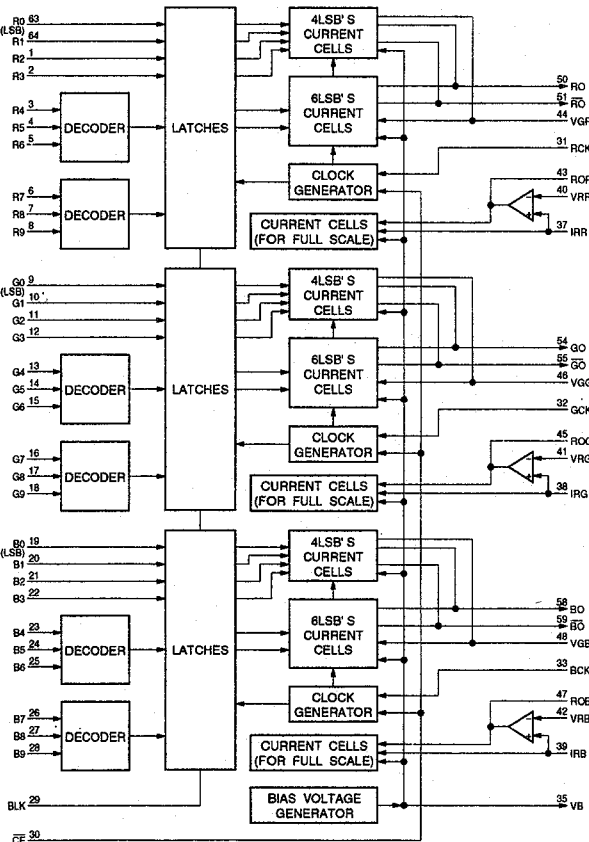 R0 63
(LSB)
R1 64
R2 1
R3 2
R4 3
R5 4
R6 5
R7 6
R8 7
R9 8
DECODER
DECODER
LATCHES
4LSB'S
CURRENT
CELLS
6LSB'S
CURRENT
CELLS
CLOCK
GENERATOR
CURRENT CELLS
(FOR FULL SCALE)
50 RO
51 RO
44 VGR
31 RCK
43 ROR
40 VRR
37 IRR
G0 9
(LSB)
G1 10
G2 11
G3 12
G4 13
G5 14
G6 15
G7 16
G8 17
G9 18
DECODER
DECODER
LATCHES
4LSB'S
CURRENT
CELLS
6LSB'S
CURRENT
CELLS
CLOCK
GENERATOR
CURRENT CELLS
(FOR FULL SCALE)
54 GO
55 GO
46 VGG
32 GCK
45 ROG
41 VRG
38 IRG
B0 19
(LSB)
B1 20
B2 21
B3 22
B4 23
B5 24
B6 25
B7 26
B8 27
B9 28
DECODER
DECODER
LATCHES
4LSB'S
CURRENT
CELLS
6LSB'S
CURRENT
CELLS
CLOCK
GENERATOR
CURRENT CELLS
(FOR FULL SCALE)
58 BO
59 BO
48 VGB
33 BCK
47 ROB
42 VRB
39 IRB
BLK 29
BIAS VOLTAGE
GENERATOR
35 VB
CE 30